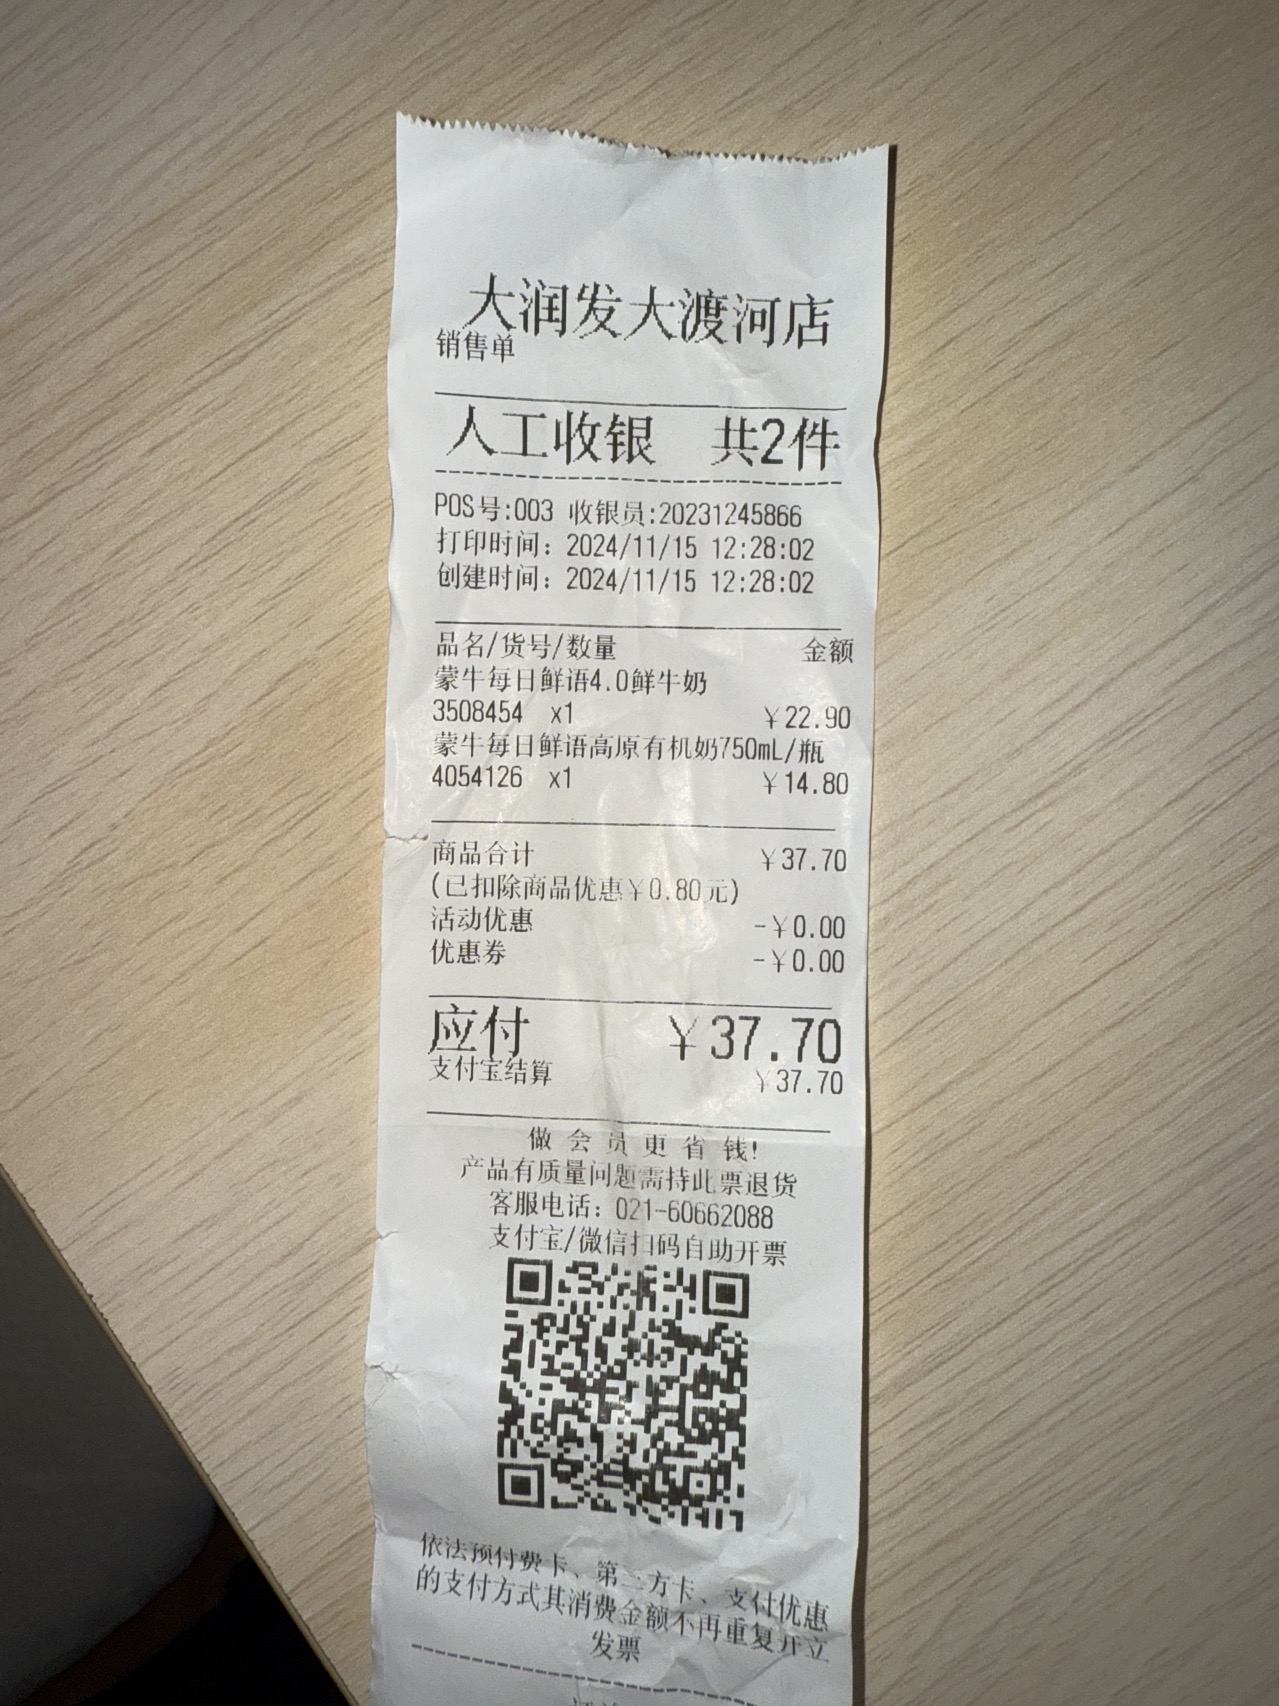 大润发大渡河店
销售单
人工收银 共2件
POS号:003 收银员:20231245866
打印时间：2024/11/15 12:28:02
创建时间：2024/11/15 12:28:02
品名/货号/数量 金额
蒙牛每日鲜语4.0鲜牛奶
3508454 x1 ￥22.90
蒙牛每日鲜语高原有机奶750mL/瓶
4054126 x1 ￥14.80
商品合计 ￥37.70
(已扣除商品优惠￥0.80元)
活动优惠 -￥0.00
优惠券 -￥0.00
应付 ￥37.70
支付宝结算 ￥37.70
做会员更省钱!
产品有质量问题需持此票退货
客服电话：021-60662088
支付宝/微信扫码自助开票
依法预付费卡、第三方卡、支付优惠
的支付方式其消费金额不再重复开立
发票